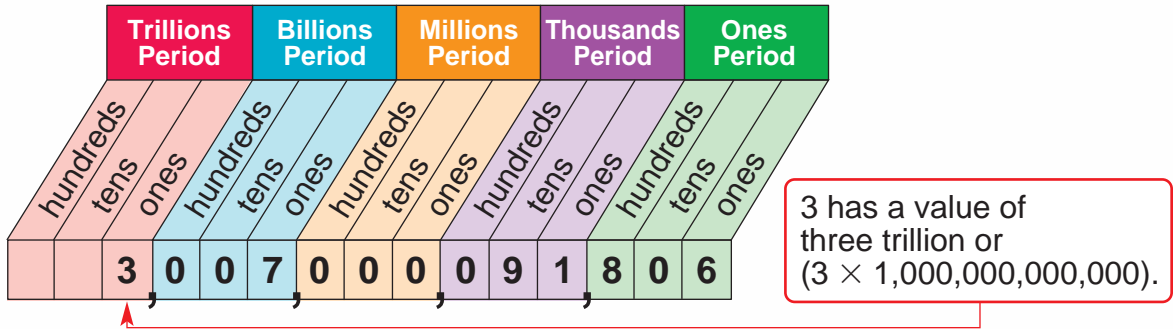 Trillions Period Billions Period Millions Period Thousands Period Ones Period
hundreds tens ones hundreds tens ones hundreds tens ones hundreds tens ones hundreds tens ones
3,007,000,091,806
3 has a value of
three trillion or
(3 × 1,000,000,000,000).